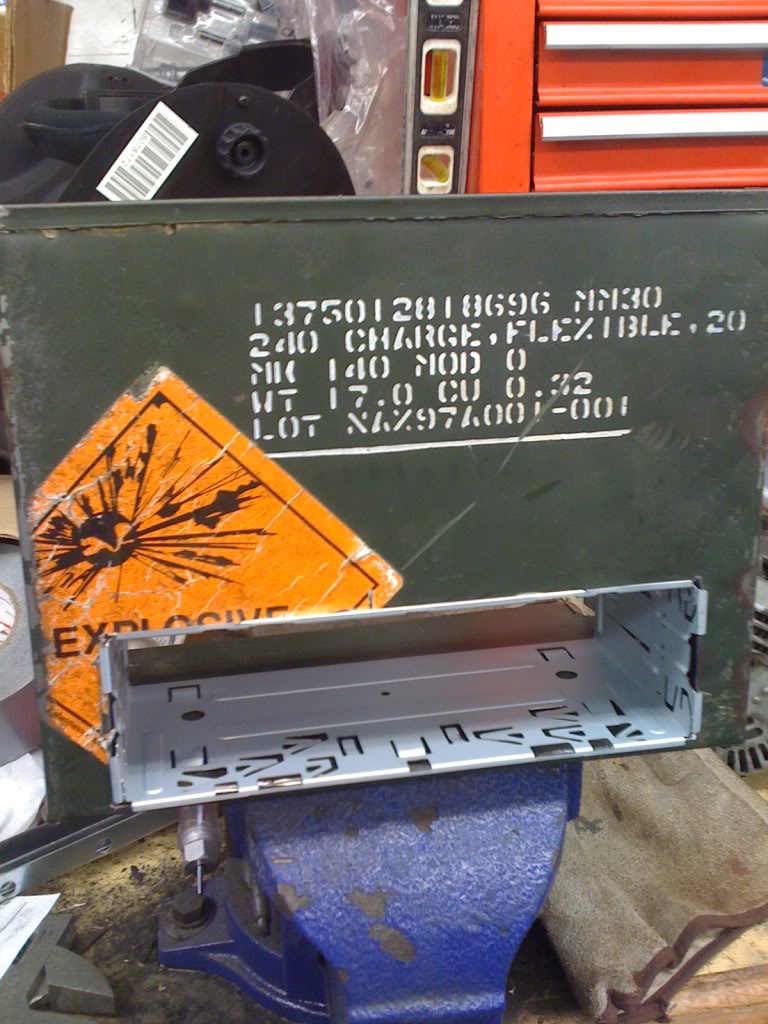 1375012818696 MM30
240 CHARGE,FLEXIBLE,20
MK 140 MOD 0
WT 17.0 CU 0.32
LOT NAX97A001-001
EXPLOSIVE